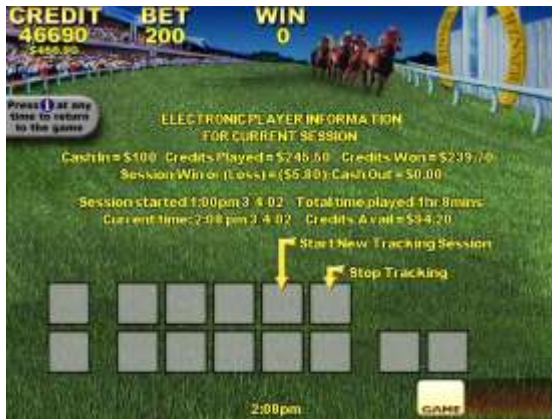 CREDIT BET WIN
46690 200 0
Press i at any
time to return
to the game
ELECTRONIC PLAYER INFORMATION
FOR CURRENT SESSION
Cash In = $100 Credits Played = $245.50 Credits Won = $239.70
Session Win or (Loss) = ($5.80) Cash Out = $0.00
Session started 1:00pm 3 4 02 Total time played 1hr 8mins
Current time: 2:08 pm 3 4 02 Credits Avail = $94.20
Start New Tracking Session
Stop Tracking
GAME
2:08pm